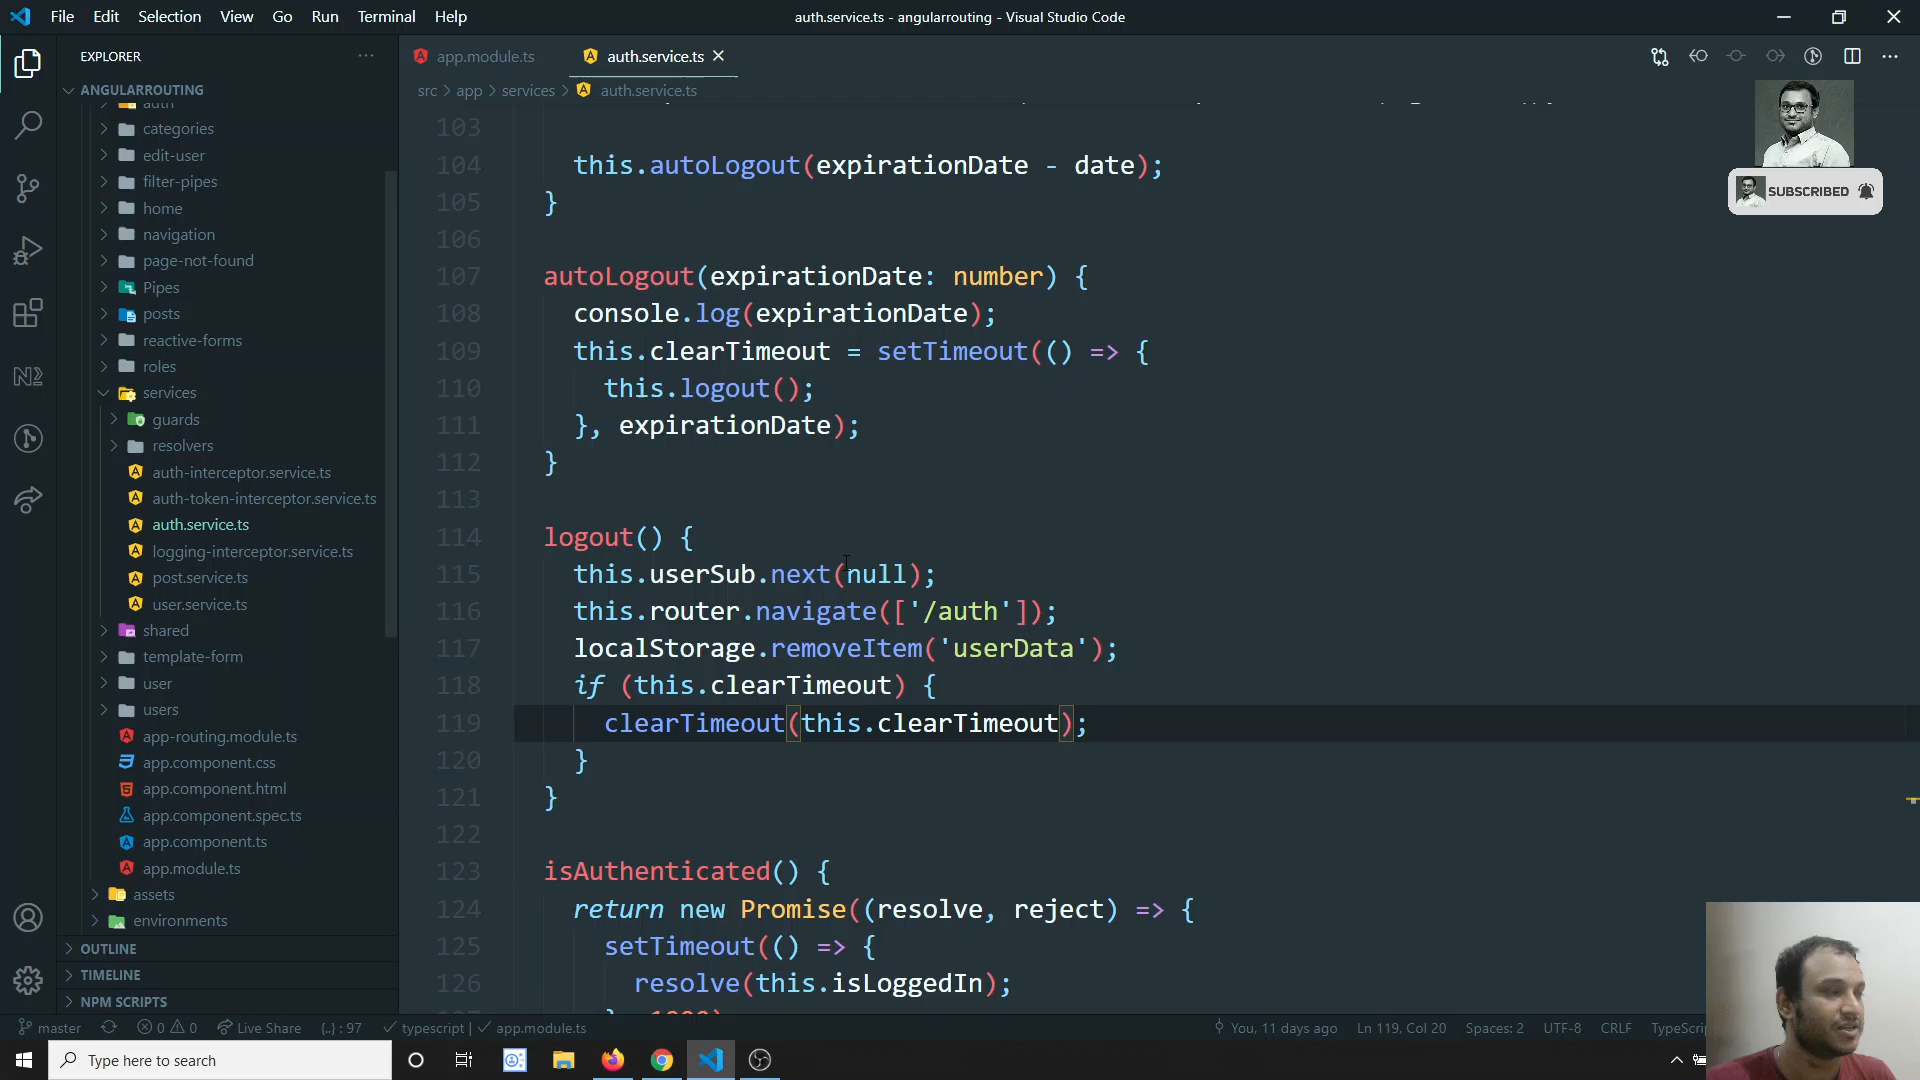 File Edit Selection View Go Run Terminal Help
auth.service.ts - angularrouting - Visual Studio Code
EXPLORER
ANGULARROUTING
auth
categories
edit-user
filter-pipes
home
navigation
page-not-found
Pipes
posts
reactive-forms
roles
services
guards
resolvers
auth-interceptor.service.ts
auth-token-interceptor.service.ts
auth.service.ts
logging-interceptor.service.ts
post.service.ts
user.service.ts
shared
template-form
user
users
app-routing.module.ts
app.component.css
app.component.html
app.component.spec.ts
app.component.ts
app.module.ts
assets
environments
OUTLINE
TIMELINE
NPM SCRIPTS
app.module.ts auth.service.ts
src > app > services > auth.service.ts
SUBSCRIBED
103
104 this.autoLogout(expirationDate - date);
105 }
106
107 autoLogout(expirationDate: number) {
108 console.log(expirationDate);
109 this.clearTimeout = setTimeout(() => {
110 this.logout();
111 }, expirationDate);
112 }
113
114 logout() {
115 this.userSub.next(null);
116 this.router.navigate(['/auth']);
117 localStorage.removeItem('userData');
118 if (this.clearTimeout) {
119 clearTimeout(this.clearTimeout);
120 }
121 }
122
123 isAuthenticated() {
124 return new Promise((resolve, reject) => {
125 setTimeout(() => {
126 resolve(this.isLoggedIn);
master 0 0 Live Share {..} : 97 typescript | app.module.ts You, 11 days ago Ln 119, Col 20 Spaces: 2 UTF-8 CRLF
Type here to search